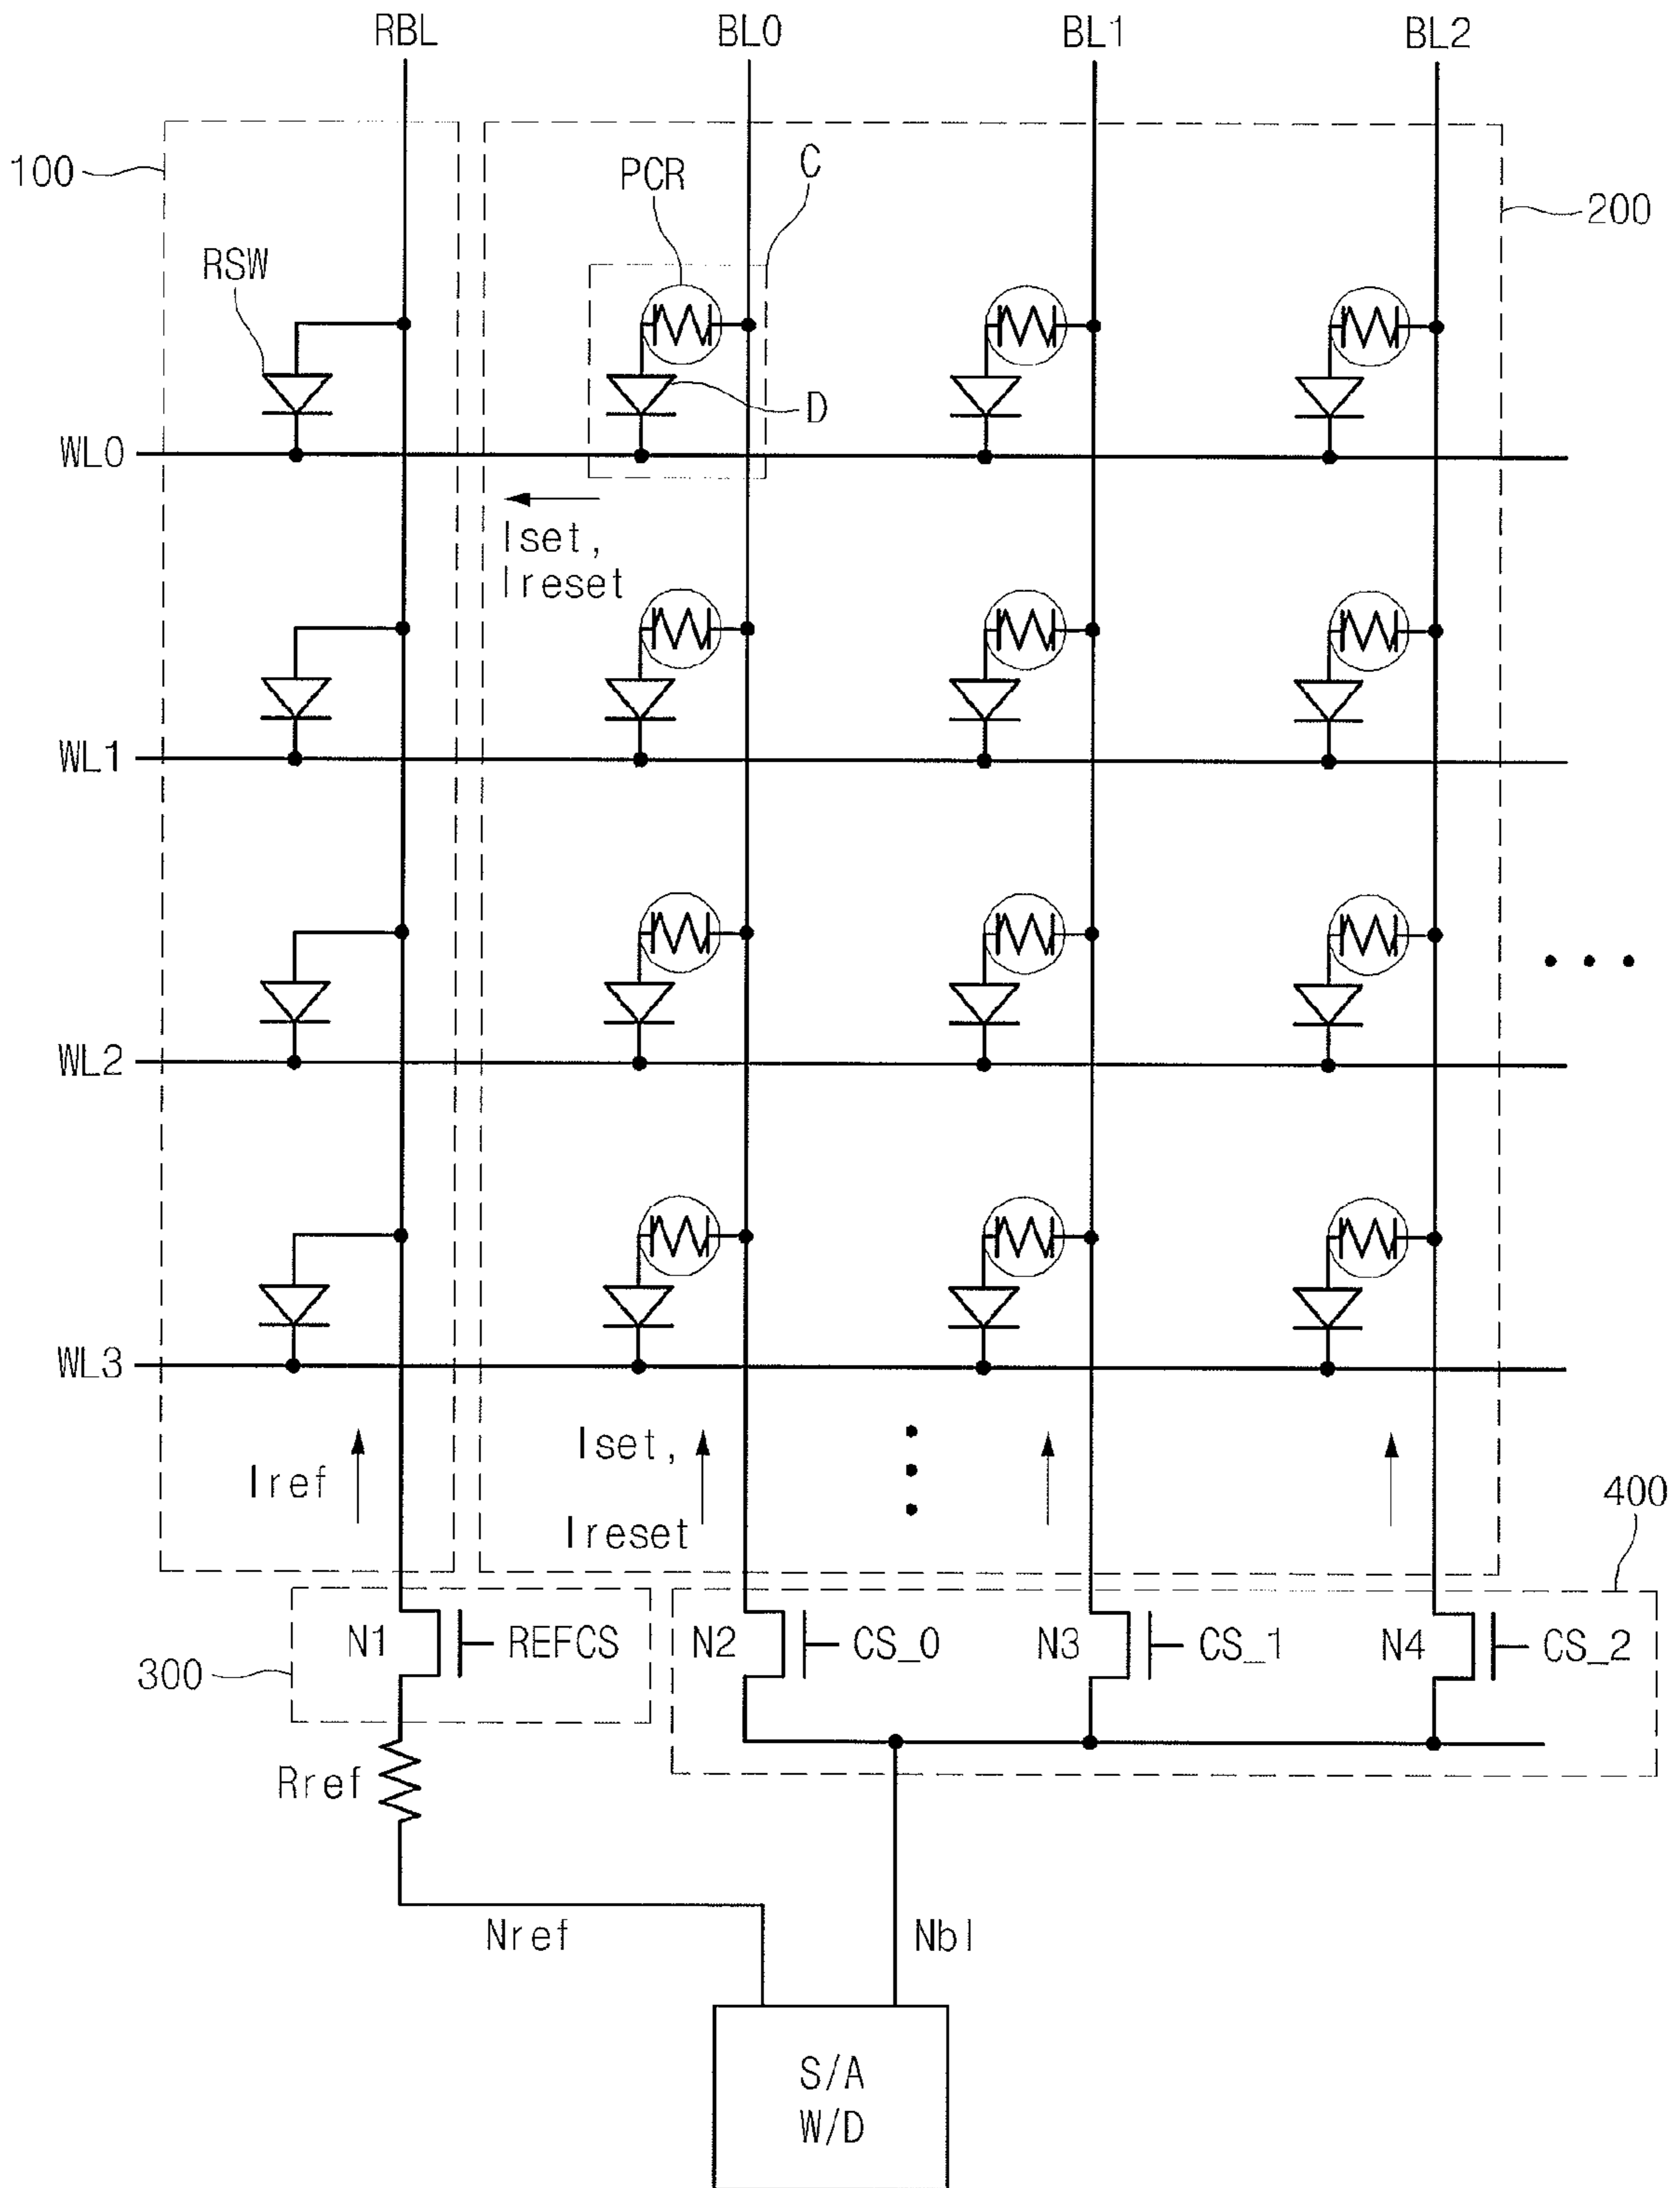 RBL BL0 BL1 BL2
100 PCR C 200
RSW
D
WL0
Iset,
Ireset
WL1
WL2
WL3
Iref Iset,
Ireset
400
N1 REFCS N2 CS_0 N3 CS_1 N4 CS_2
300
Rref
Nref Nbl
S/A
W/D